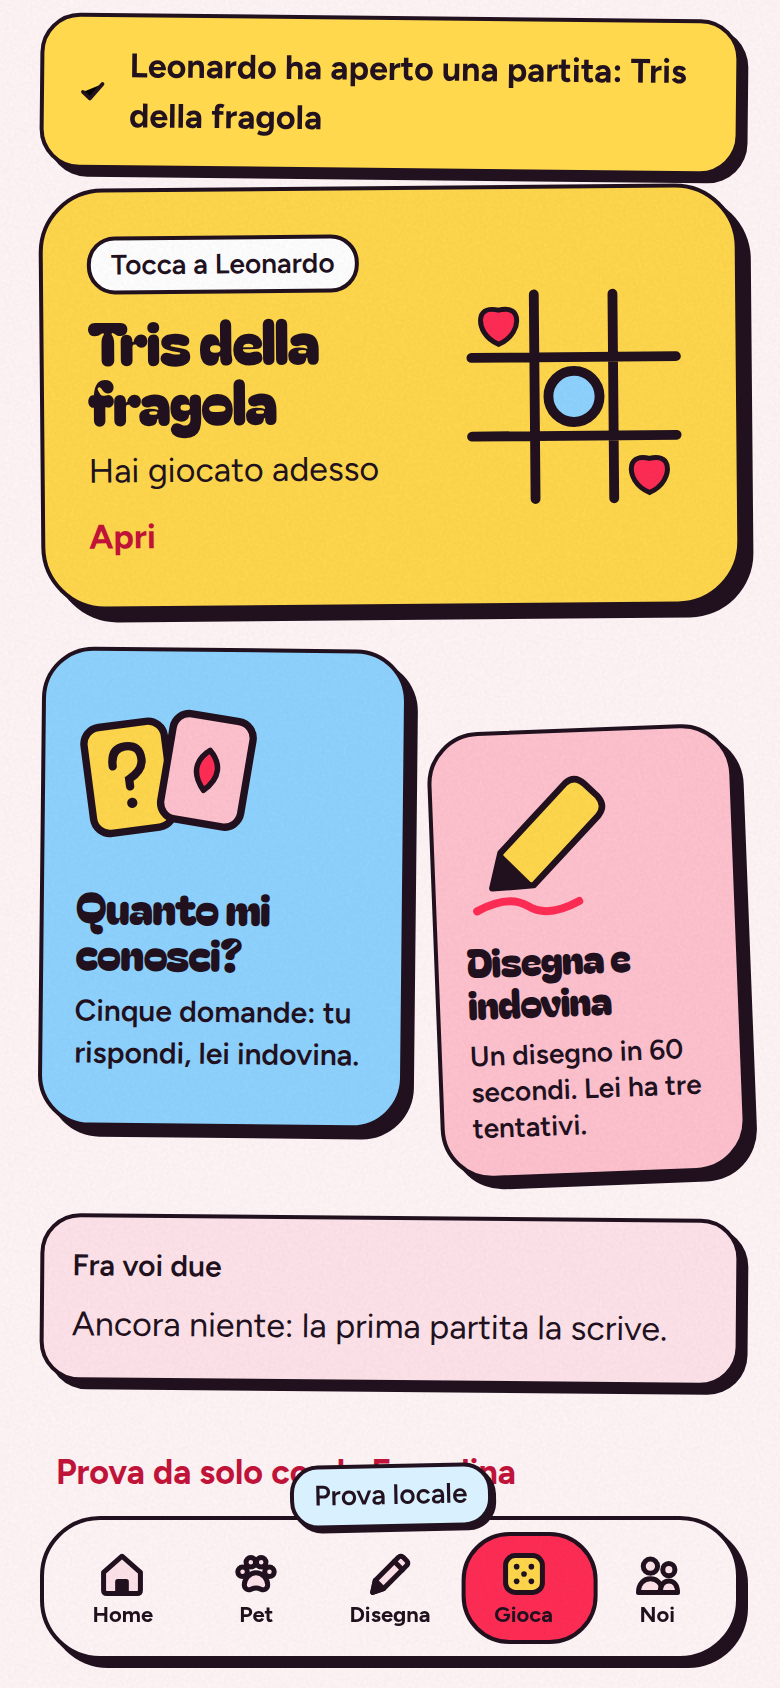 Leonardo ha aperto una partita: Tris
della fragola
Tocca a Leonardo
Tris della
fragola
Hai giocato adesso
Apri
Quanto mi
conosci?
Cinque domande: tu
rispondi, lei indovina.
Disegna e
indovina
Un disegno in 60
secondi. Lei ha tre
tentativi.
Fra voi due
Ancora niente: la prima partita la scrive.
Prova da solo
Prova locale
Home
Pet
Disegna
Gioca
Noi